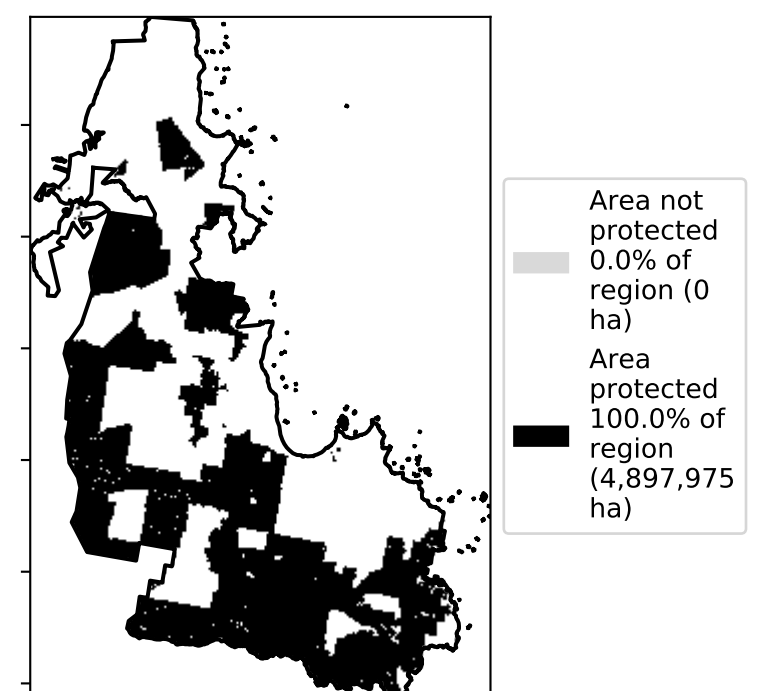 Area not
protected
0.0% of
region (0
ha)
Area
protected
100.0% of
region
(4,897,975
ha)